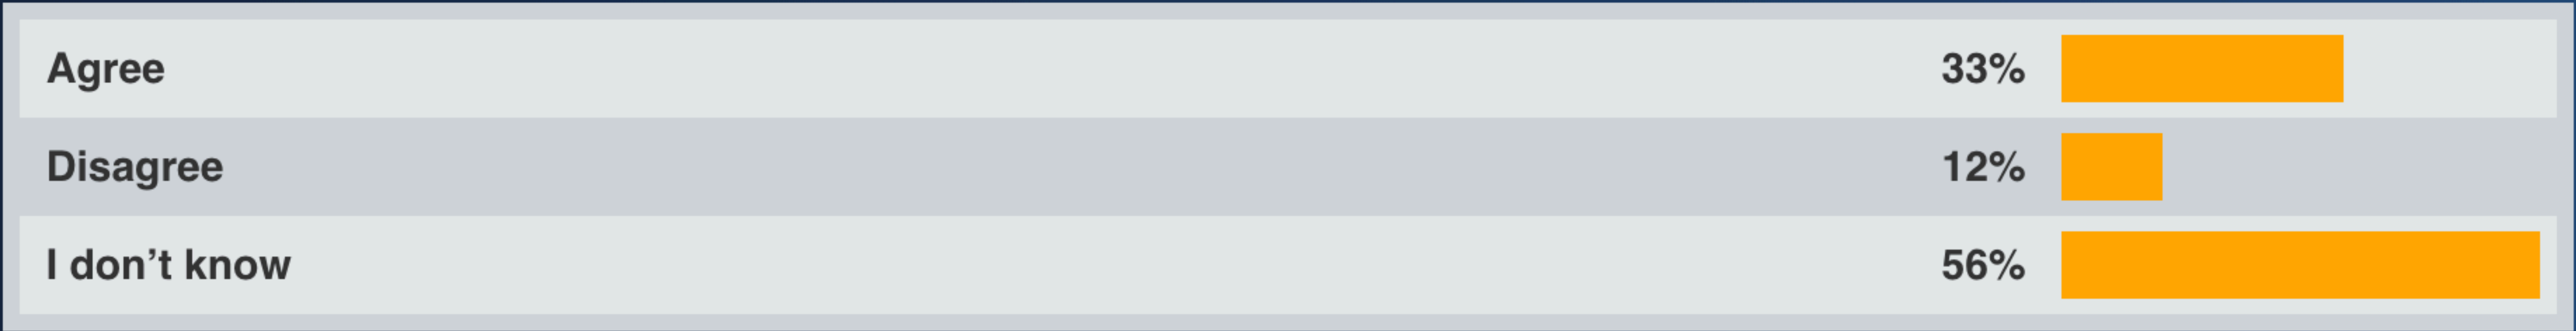 Agree 33%
Disagree 12%
I don’t know 56%